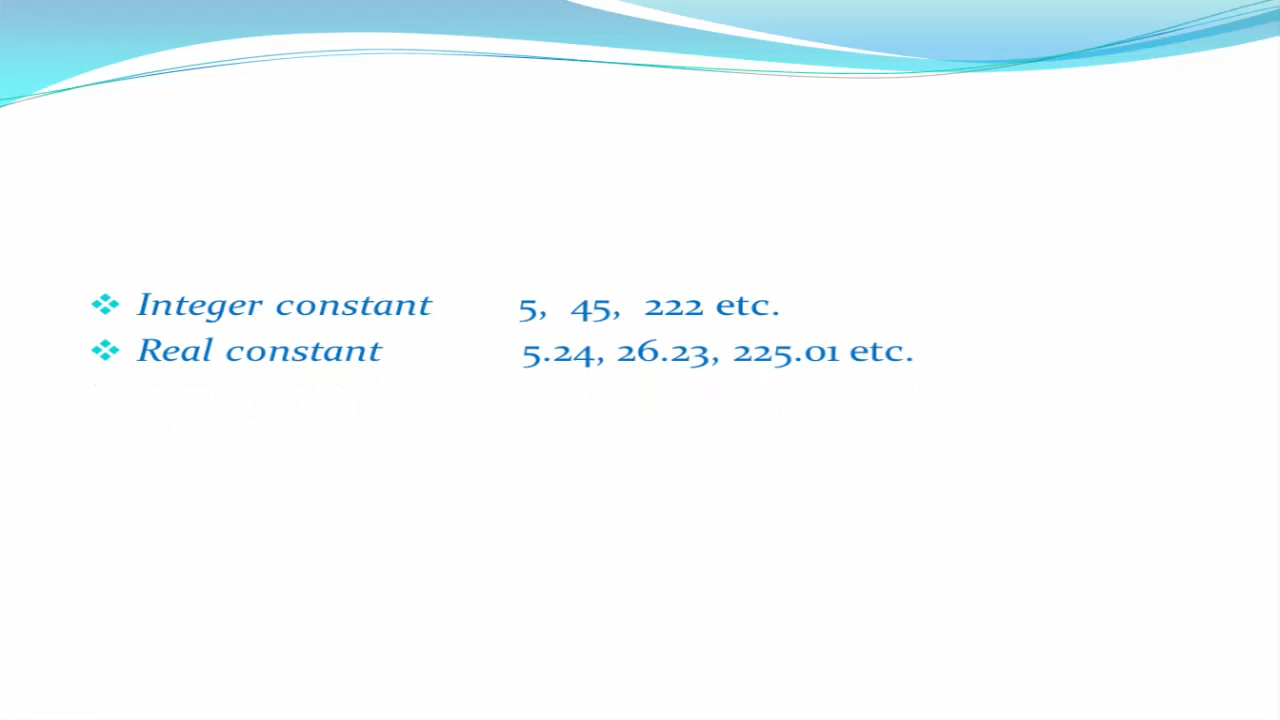 Integer constant 5, 45, 222 etc.
Real constant 5.24, 26.23, 225.01 etc.